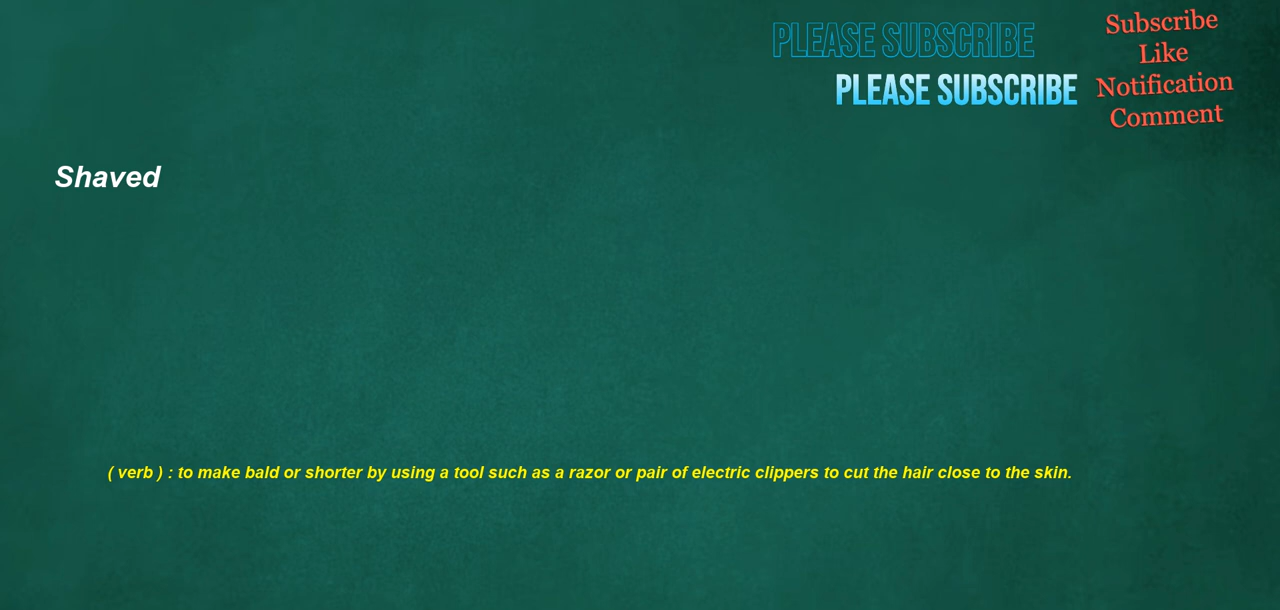 PLEASE SUBSCRIBE
PLEASE SUBSCRIBE
Subscribe
Like
Notification
Comment
Shaved
( verb ) : to make bald or shorter by using a tool such as a razor or pair of electric clippers to cut the hair close to the skin.